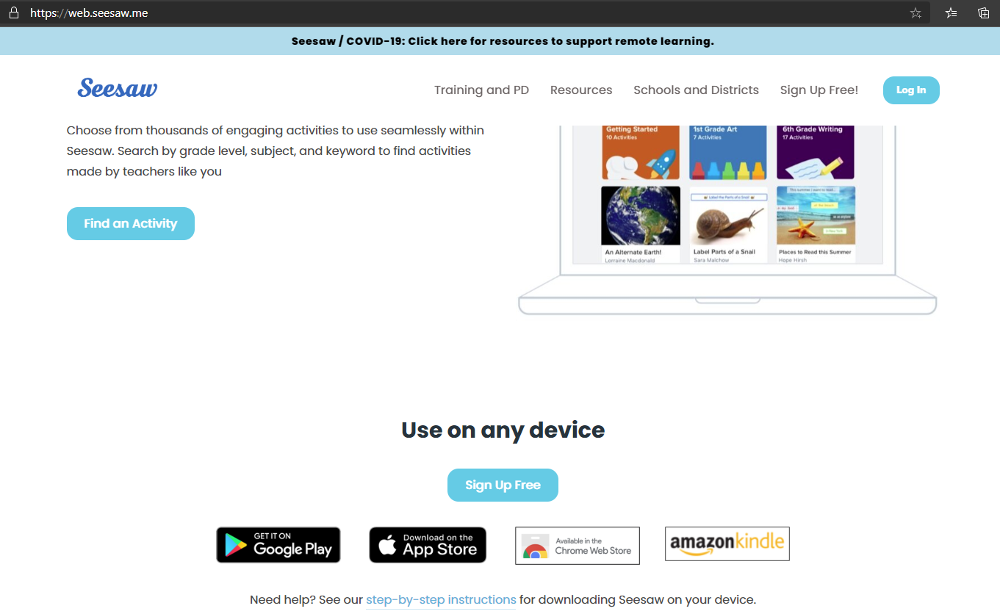 https://web.seesaw.me
Seesaw / COVID-19: Click here for resources to support remote learning.
Seesaw
Training and PD
Resources
Schools and Districts
Sign Up Free!
Log In
Choose from thousands of engaging activities to use seamlessly within
Seesaw. Search by grade level, subject, and keyword to find activities
made by teachers like you
Find an Activity
Getting Started
10 Activities
1st Grade Art
7 Activities
6th Grade Writing
17 Activities
An Alternate Earth!
Lorraine Macdonald
Label the Parts of a Snail
Label Parts of a Snail
Sara Malchow
This summer I want to read...
Places to Read this Summer
Hope Hirsh
Use on any device
Sign Up Free
GET IT ON
Google Play
Download on the
App Store
Available in the
Chrome Web Store
amazonkindle
Need help? See our step-by-step instructions for downloading Seesaw on your device.